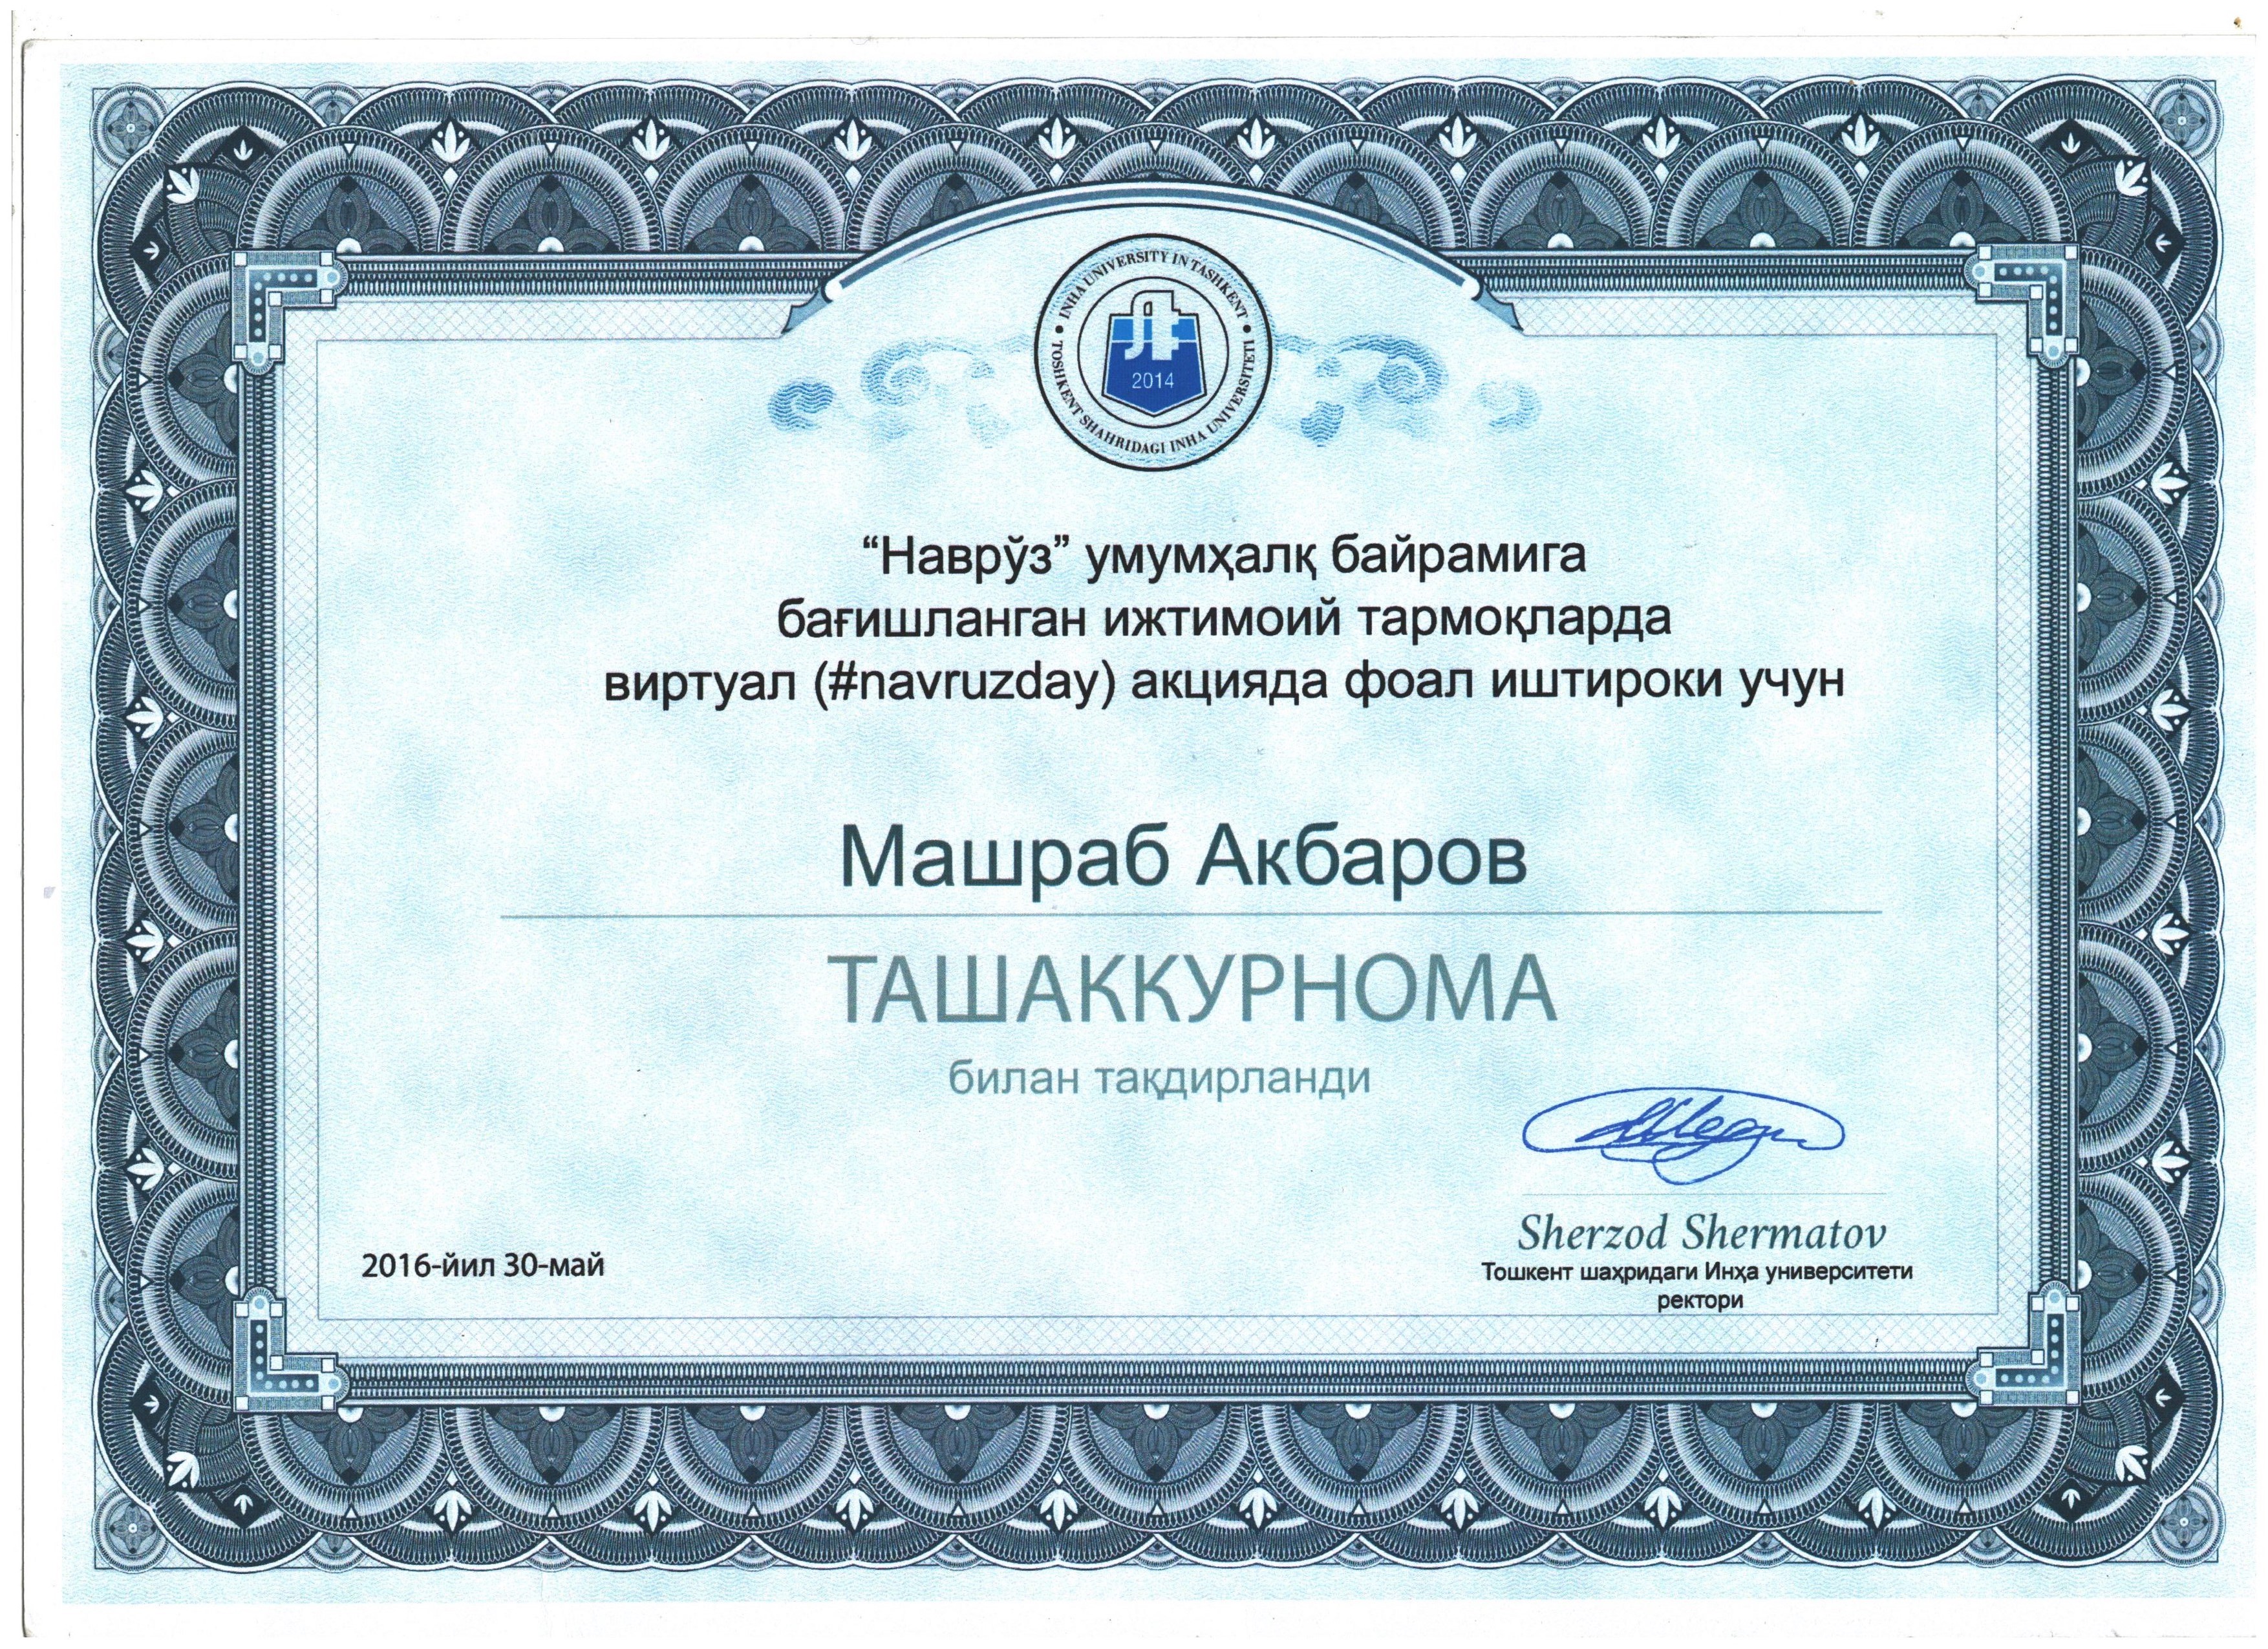 INHA UNIVERSITY IN TASHKENT
TOSHKENT SHAHRIDAGI INHA UNIVERSITETI
2014
“Наврўз” умумҳалқ байрамига
бағишланган ижтимоий тармоқларда
виртуал (#navruzday) акцияда фоал иштироки учун
Машраб Акбаров
ТАШАККУРНОМА
билан тақдирланди
Sherzod Shermatov
2016-йил 30-май
Тошкент шаҳридаги Инҳа университети
ректори